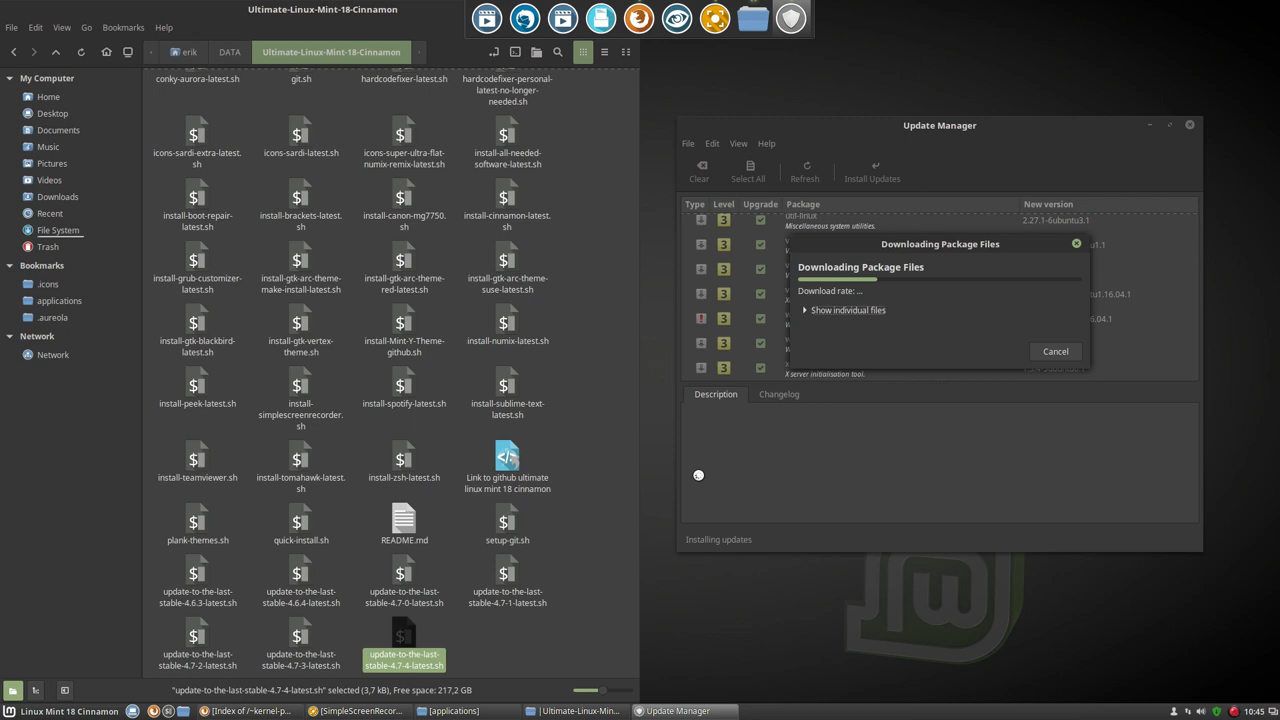 Ultimate-Linux-Mint-18-Cinnamon
File Edit View Go Bookmarks Help
erik DATA Ultimate-Linux-Mint-18-Cinnamon
My Computer
Home
Desktop
Documents
Music
Pictures
Videos
Downloads
Recent
File System
Trash
Bookmarks
.icons
applications
.aureola
Network
Network
conky-aurora-latest.sh
git.sh
hardcodefixer-latest.sh
hardcodefixer-personal-
latest-no-longer-
needed.sh
icons-sardi-extra-latest.
sh
icons-sardi-latest.sh
icons-super-ultra-flat-
numix-remix-latest.sh
install-all-needed-
software-latest.sh
install-boot-repair-
latest.sh
install-brackets-latest.
sh
install-canon-mg7750.
sh
install-cinnamon-latest.
sh
install-grub-customizer-
latest.sh
install-gtk-arc-theme-
make-install-latest.sh
install-gtk-arc-theme-
red-latest.sh
install-gtk-arc-theme-
suse-latest.sh
install-gtk-blackbird-
latest.sh
install-gtk-vertex-
theme.sh
install-Mint-Y-Theme-
github.sh
install-numix-latest.sh
install-peek-latest.sh
install-
simplescreenrecorder.
sh
install-spotify-latest.sh
install-sublime-text-
latest.sh
install-teamviewer.sh
install-tomahawk-latest.
sh
install-zsh-latest.sh
Link to github ultimate
linux mint 18 cinnamon
plank-themes.sh
quick-install.sh
README.md
setup-git.sh
update-to-the-last-
stable-4.6.3-latest.sh
update-to-the-last-
stable-4.6.4-latest.sh
update-to-the-last-
stable-4.7-0-latest.sh
update-to-the-last-
stable-4.7-1-latest.sh
update-to-the-last-
stable-4.7-2-latest.sh
update-to-the-last-
stable-4.7-3-latest.sh
update-to-the-last-
stable-4.7-4-latest.sh
"update-to-the-last-stable-4.7-4-latest.sh" selected (3,7 kB), Free space: 217,2 GB
Update Manager
File Edit View Help
Clear Select All Refresh Install Updates
Type Level Upgrade Package New version
3 util-linux 2.27.1-6ubuntu3.1
Miscellaneous system utilities.
3
3
3
3
3
3
X server initialisation tool.
Downloading Package Files
Downloading Package Files
Download rate: ...
Show individual files
Cancel
Description Changelog
Installing updates
Linux Mint 18 Cinnamon
[Index of /~kernel-p...
[SimpleScreenRecor...
[applications]
[Ultimate-Linux-Min...
Update Manager
10:45